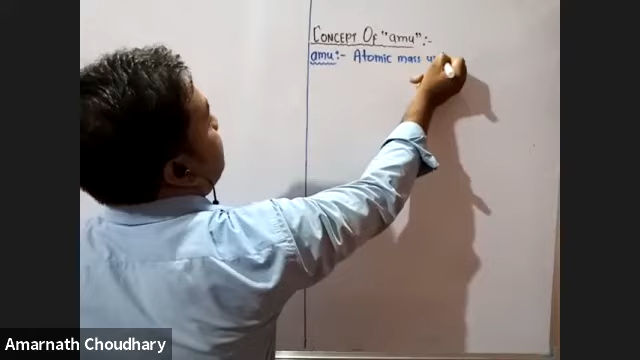 CONCEPT OF "amu":-
amu:- Atomic mass u
Amarnath Choudhary